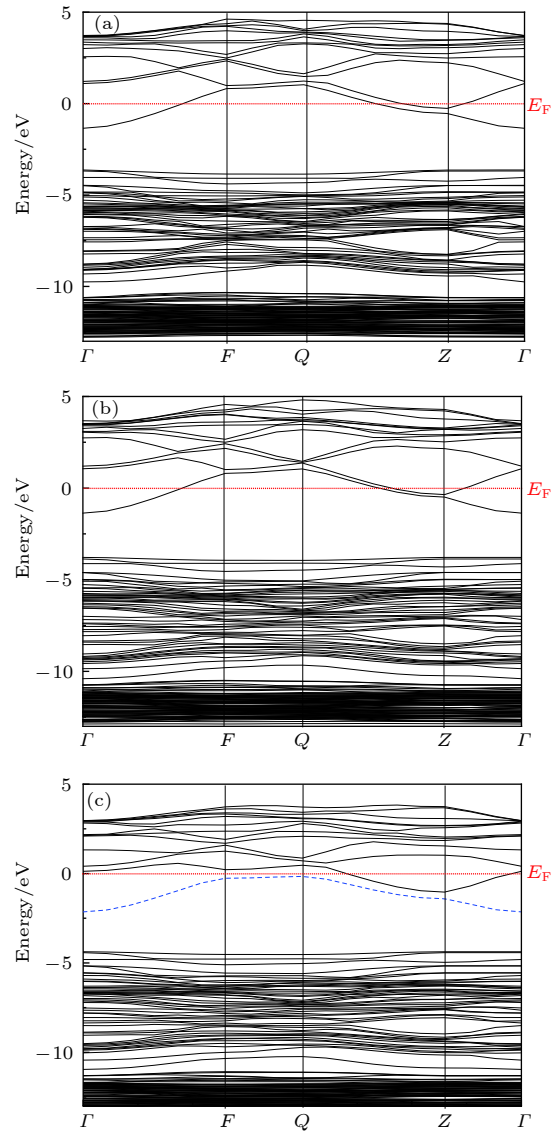 (a)
5
0
−5
−10
Energy/eV
E_F
Γ F Q Z Γ
(b)
5
0
−5
−10
Energy/eV
E_F
Γ F Q Z Γ
(c)
5
0
−5
−10
Energy/eV
E_F
Γ F Q Z Γ